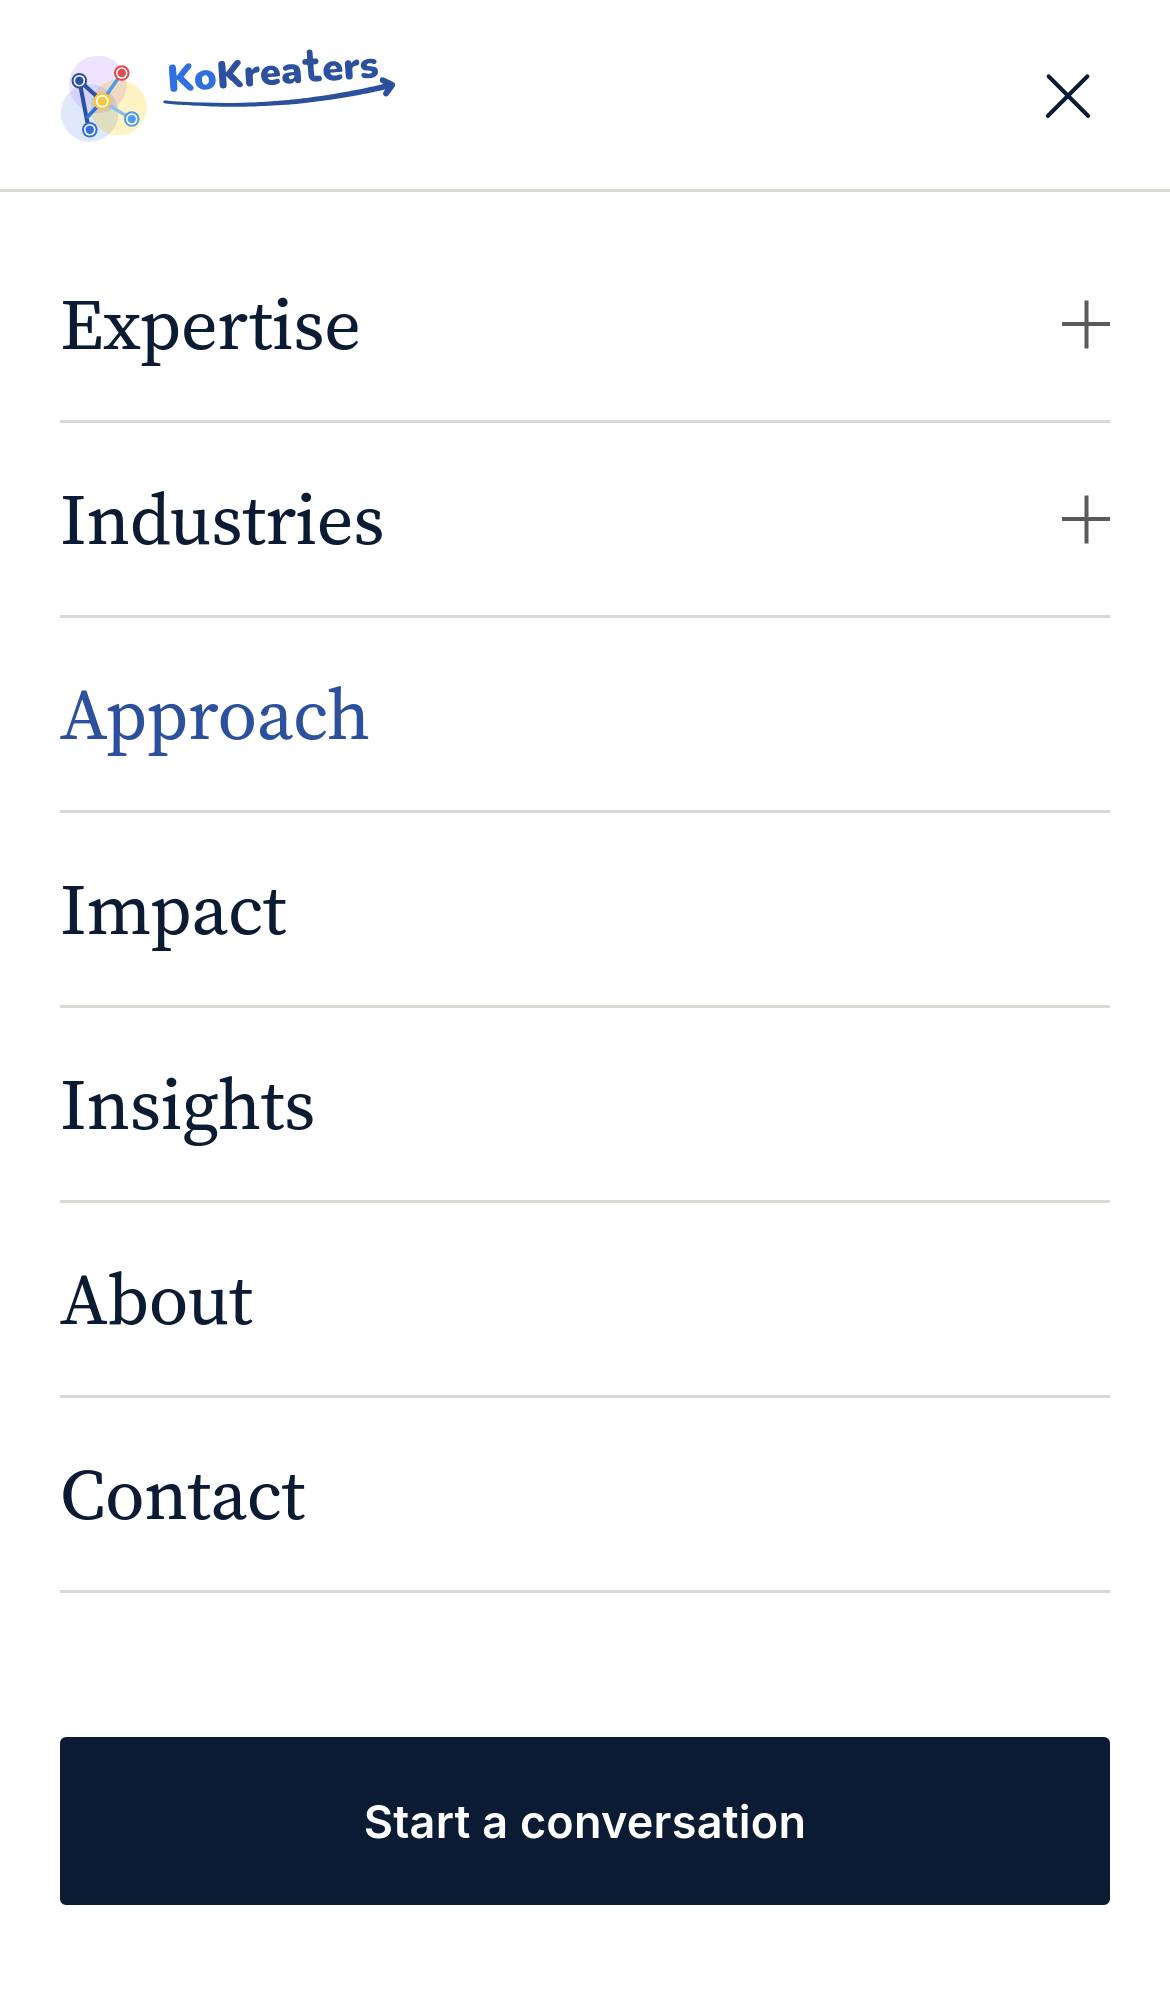 KoKreaters
Expertise
Industries
Approach
Impact
Insights
About
Contact
Start a conversation